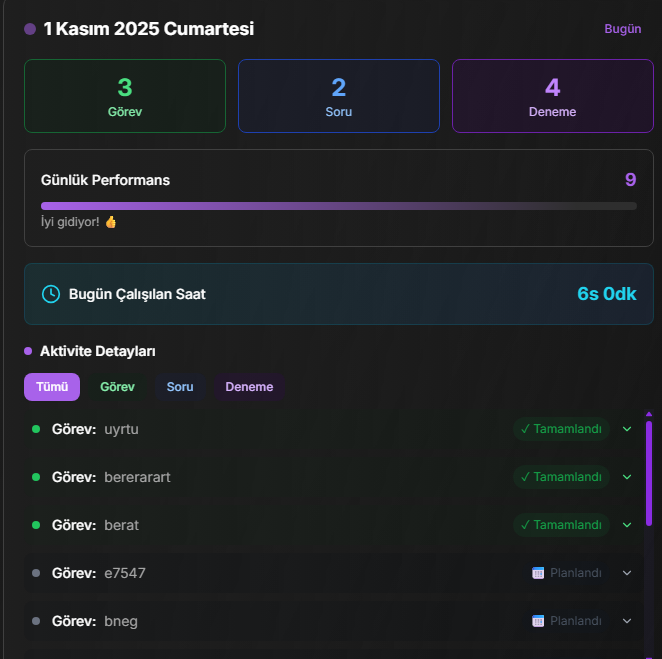 1 Kasım 2025 Cumartesi
Bugün
3
Görev
2
Soru
4
Deneme
Günlük Performans
9
İyi gidiyor! 👍
Bugün Çalışılan Saat
6s 0dk
Aktivite Detayları
Tümü
Görev
Soru
Deneme
Görev: uyrtu
✓ Tamamlandı
Görev: bererarart
✓ Tamamlandı
Görev: berat
✓ Tamamlandı
Görev: e7547
Planlandı
Görev: bneg
Planlandı